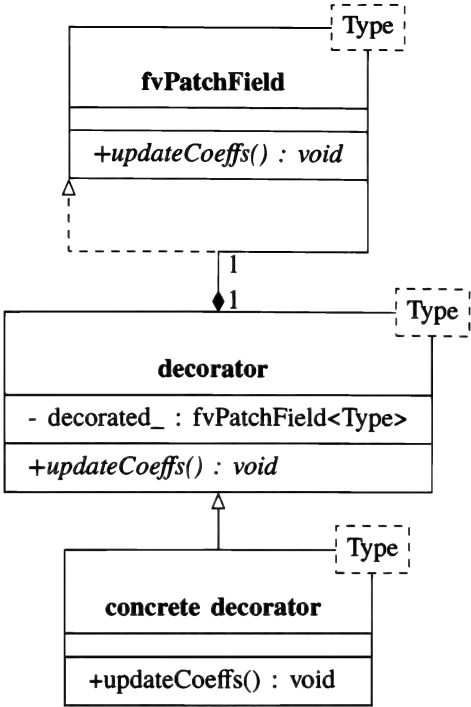 Type
fvPatchField
+updateCoeffs() : void
1
1
Type
decorator
- decorated_ : fvPatchField<Type>
+updateCoeffs() : void
Type
concrete decorator
+updateCoeffs() : void